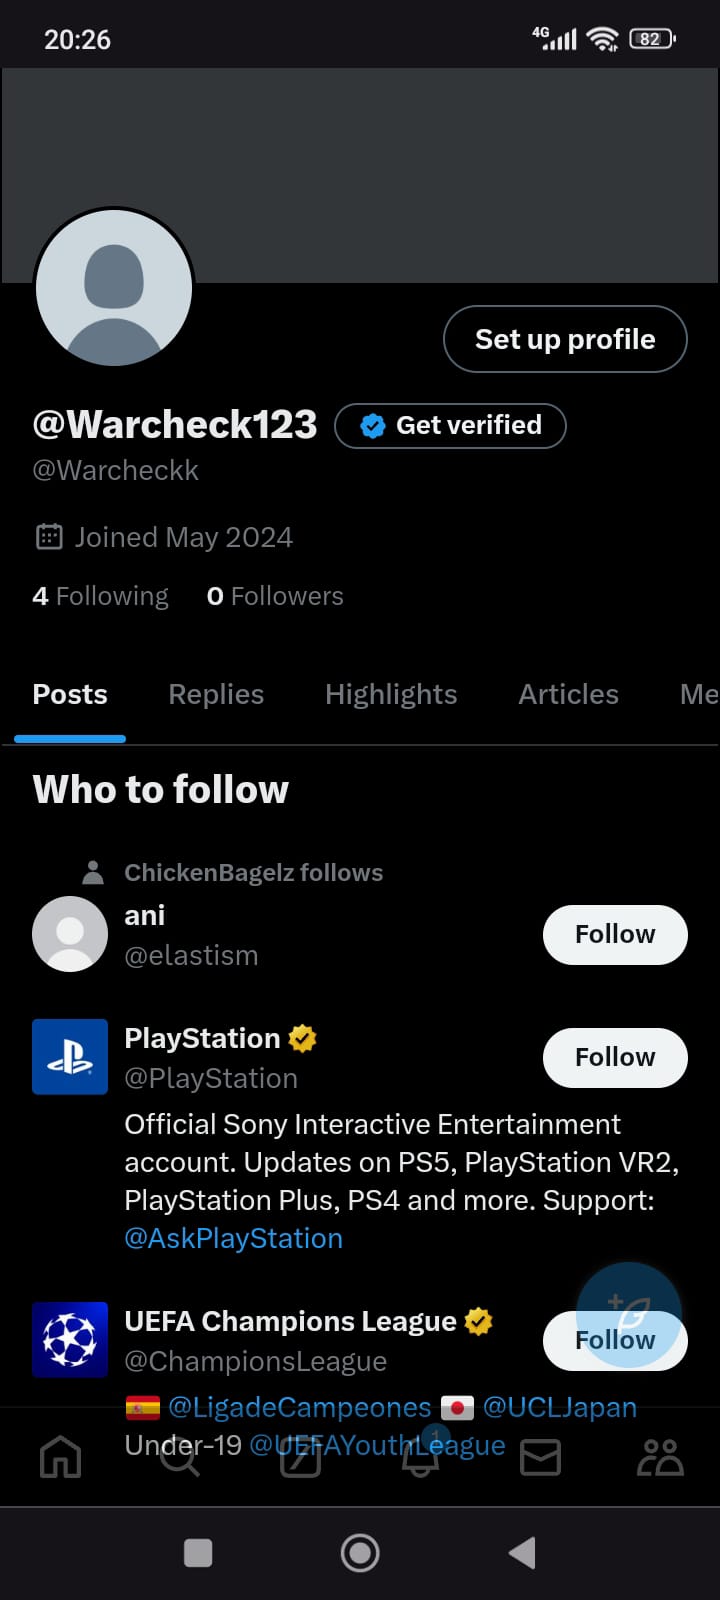 20:26
4G
82
Set up profile
@Warcheck123 Get verified
@Warcheckk
Joined May 2024
4 Following 0 Followers
Posts Replies Highlights Articles Me
Who to follow
ChickenBagelz follows
ani
@elastism
Follow
PlayStation
@PlayStation
Follow
Official Sony Interactive Entertainment
account. Updates on PS5, PlayStation VR2,
PlayStation Plus, PS4 and more. Support:
@AskPlayStation
UEFA Champions League
@ChampionsLeague
Follow
🇪🇸 @LigadeCampeones 🇯🇵 @UCLJapan
Under-19 @UEFAYouthLeague
1